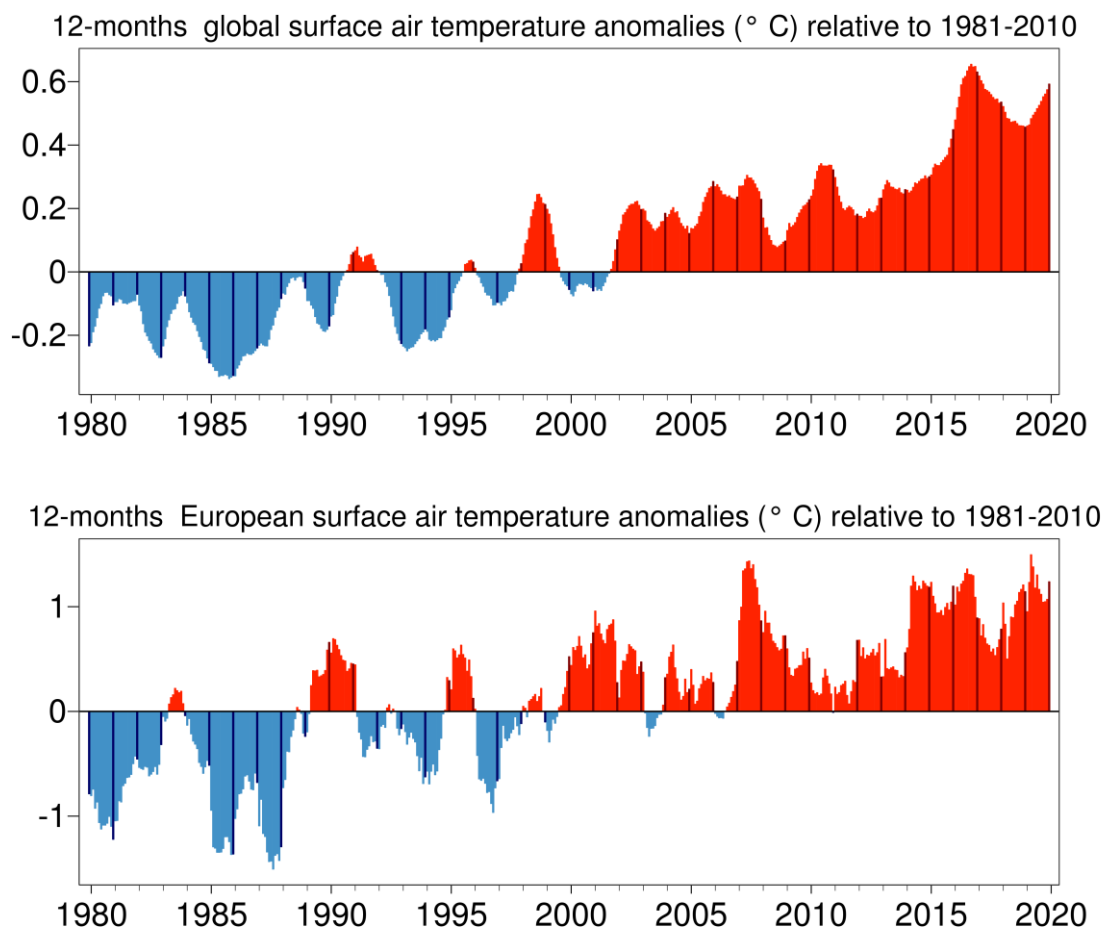 12-months  global surface air temperature anomalies (° C) relative to 1981-2010
0.6
0.4
0.2
0
-0.2
1980 1985 1990 1995 2000 2005 2010 2015 2020
12-months  European surface air temperature anomalies (° C) relative to 1981-2010
1
0
-1
1980 1985 1990 1995 2000 2005 2010 2015 2020